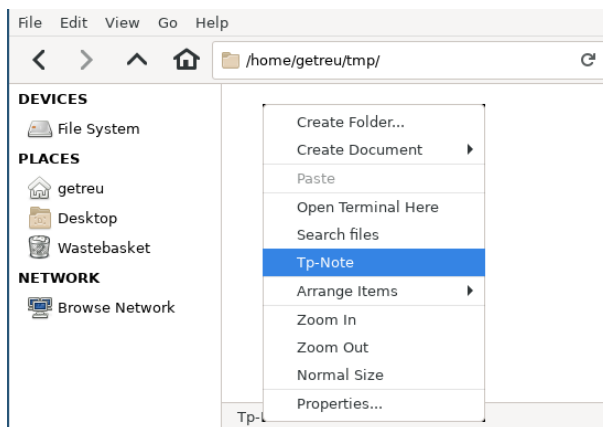 File Edit View Go Help
/home/getreu/tmp/
DEVICES
File System
PLACES
getreu
Desktop
Wastebasket
NETWORK
Browse Network
Create Folder...
Create Document
Paste
Open Terminal Here
Search files
Tp-Note
Arrange Items
Zoom In
Zoom Out
Normal Size
Properties...